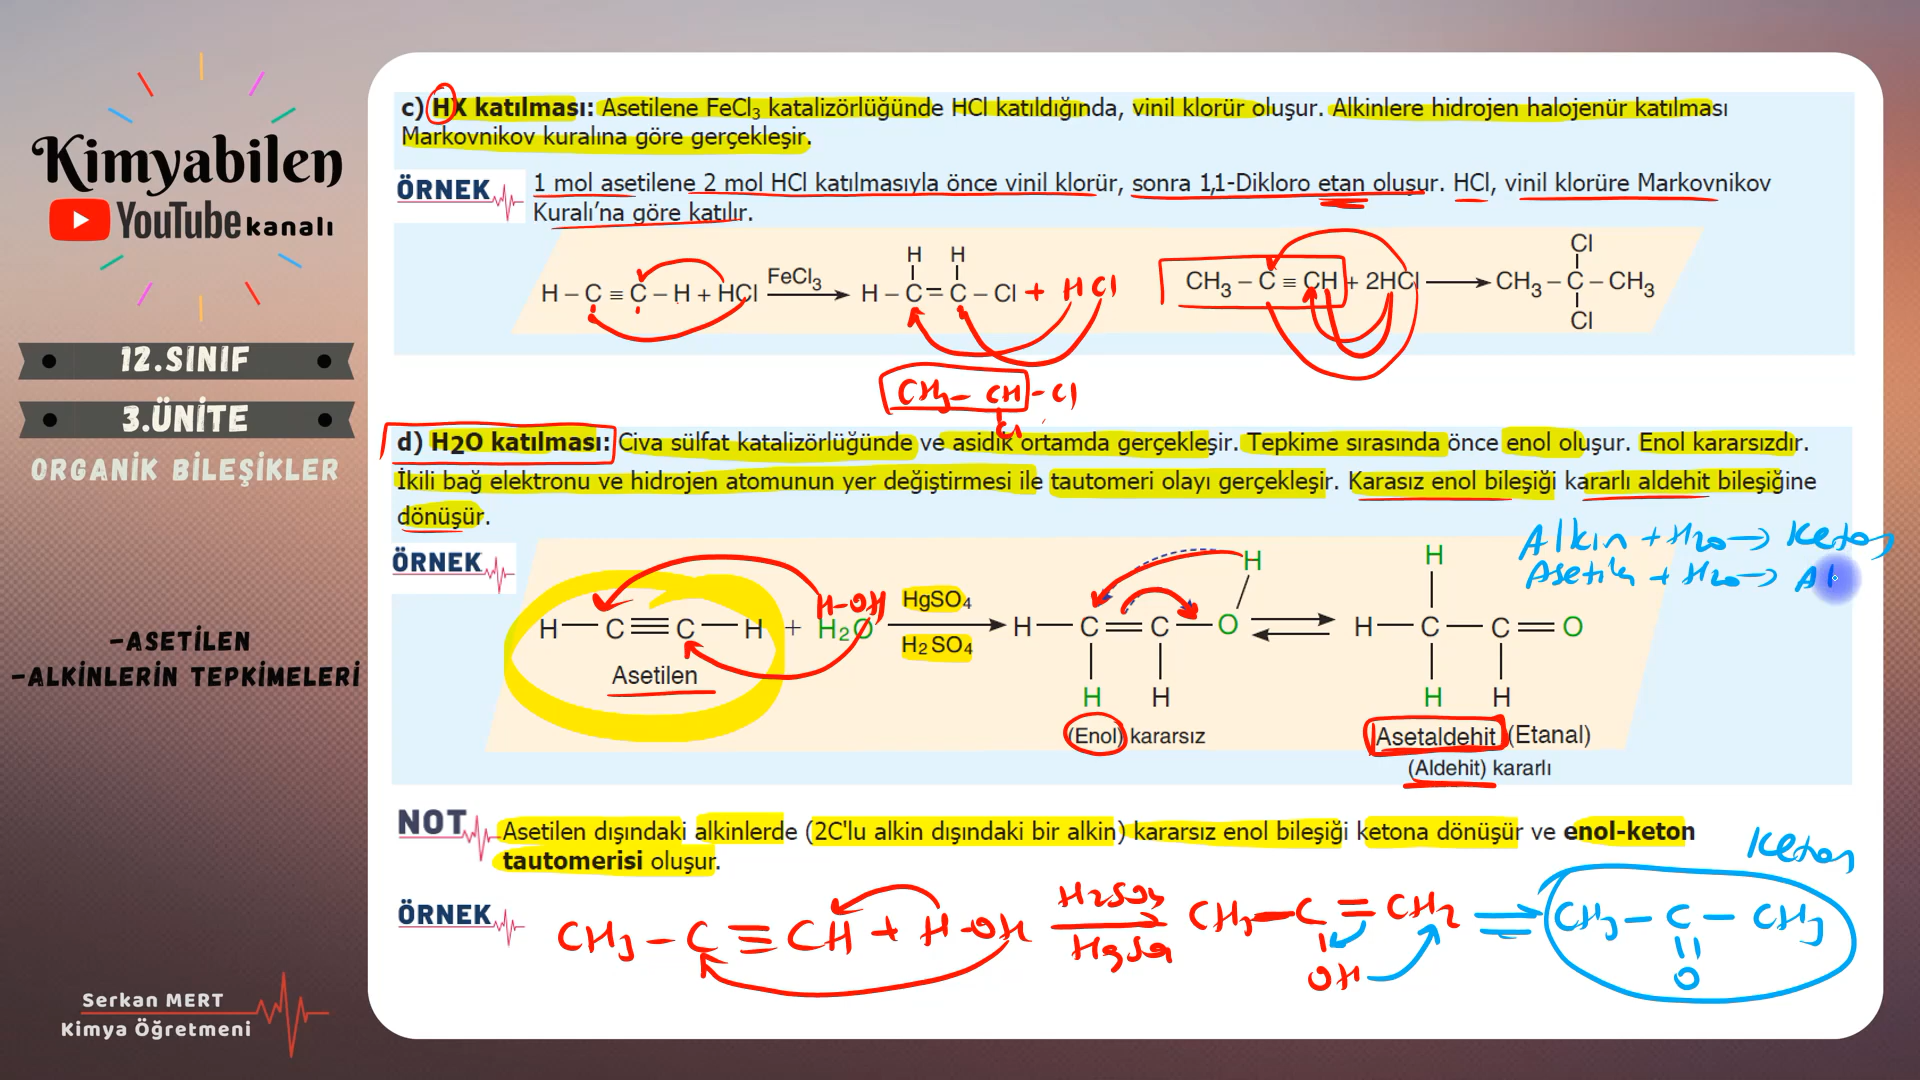 Kimyabilen
YouTube kanalı
12.SINIF
3.ÜNİTE
ORGANİK BİLEŞİKLER
-ASETİLEN
-ALKİNLERİN TEPKİMELERİ
Serkan MERT
Kimya Öğretmeni
c) HX katılması: Asetilene FeCl3 katalizörlüğünde HCl katıldığında, vinil klorür oluşur. Alkinlere hidrojen halojenür katılması
Markovnikov kuralına göre gerçekleşir.
ÖRNEK
1 mol asetilene 2 mol HCl katılmasıyla önce vinil klorür, sonra 1,1-Dikloro etan oluşur. HCl, vinil klorüre Markovnikov
Kuralı’na göre katılır.
H H
H – C ≡ C – H + HCl FeCl3 H – C = C – Cl + HCl
Cl
CH3 – C ≡ CH + 2HCl CH3 – C – CH3
Cl
CH3 – CH - Cl
Cl
d) H2O katılması: Civa sülfat katalizörlüğünde ve asidik ortamda gerçekleşir. Tepkime sırasında önce enol oluşur. Enol kararsızdır.
İkili bağ elektronu ve hidrojen atomunun yer değiştirmesi ile tautomeri olayı gerçekleşir. Karasız enol bileşiği kararlı aldehit bileşiğine
dönüşür.
Alkin + H2O → Keton
Asetilen + H2O → Al
ÖRNEK
H H
H-OH HgSO4
H — C ≡ C — H + H2O H — C = C — O H — C — C = O
H2SO4
Asetilen
H H H H
(Enol) kararsız Asetaldehit (Etanal)
(Aldehit) kararlı
NOT
Asetilen dışındaki alkinlerde (2C'lu alkin dışındaki bir alkin) kararsız enol bileşiği ketona dönüşür ve enol-keton
tautomerisi oluşur.
Keton
ÖRNEK
H2SO4
CH3 – C ≡ CH + H-OH → CH3 – C = CH2 ⇌ CH3 – C – CH3
HgSO4
OH O